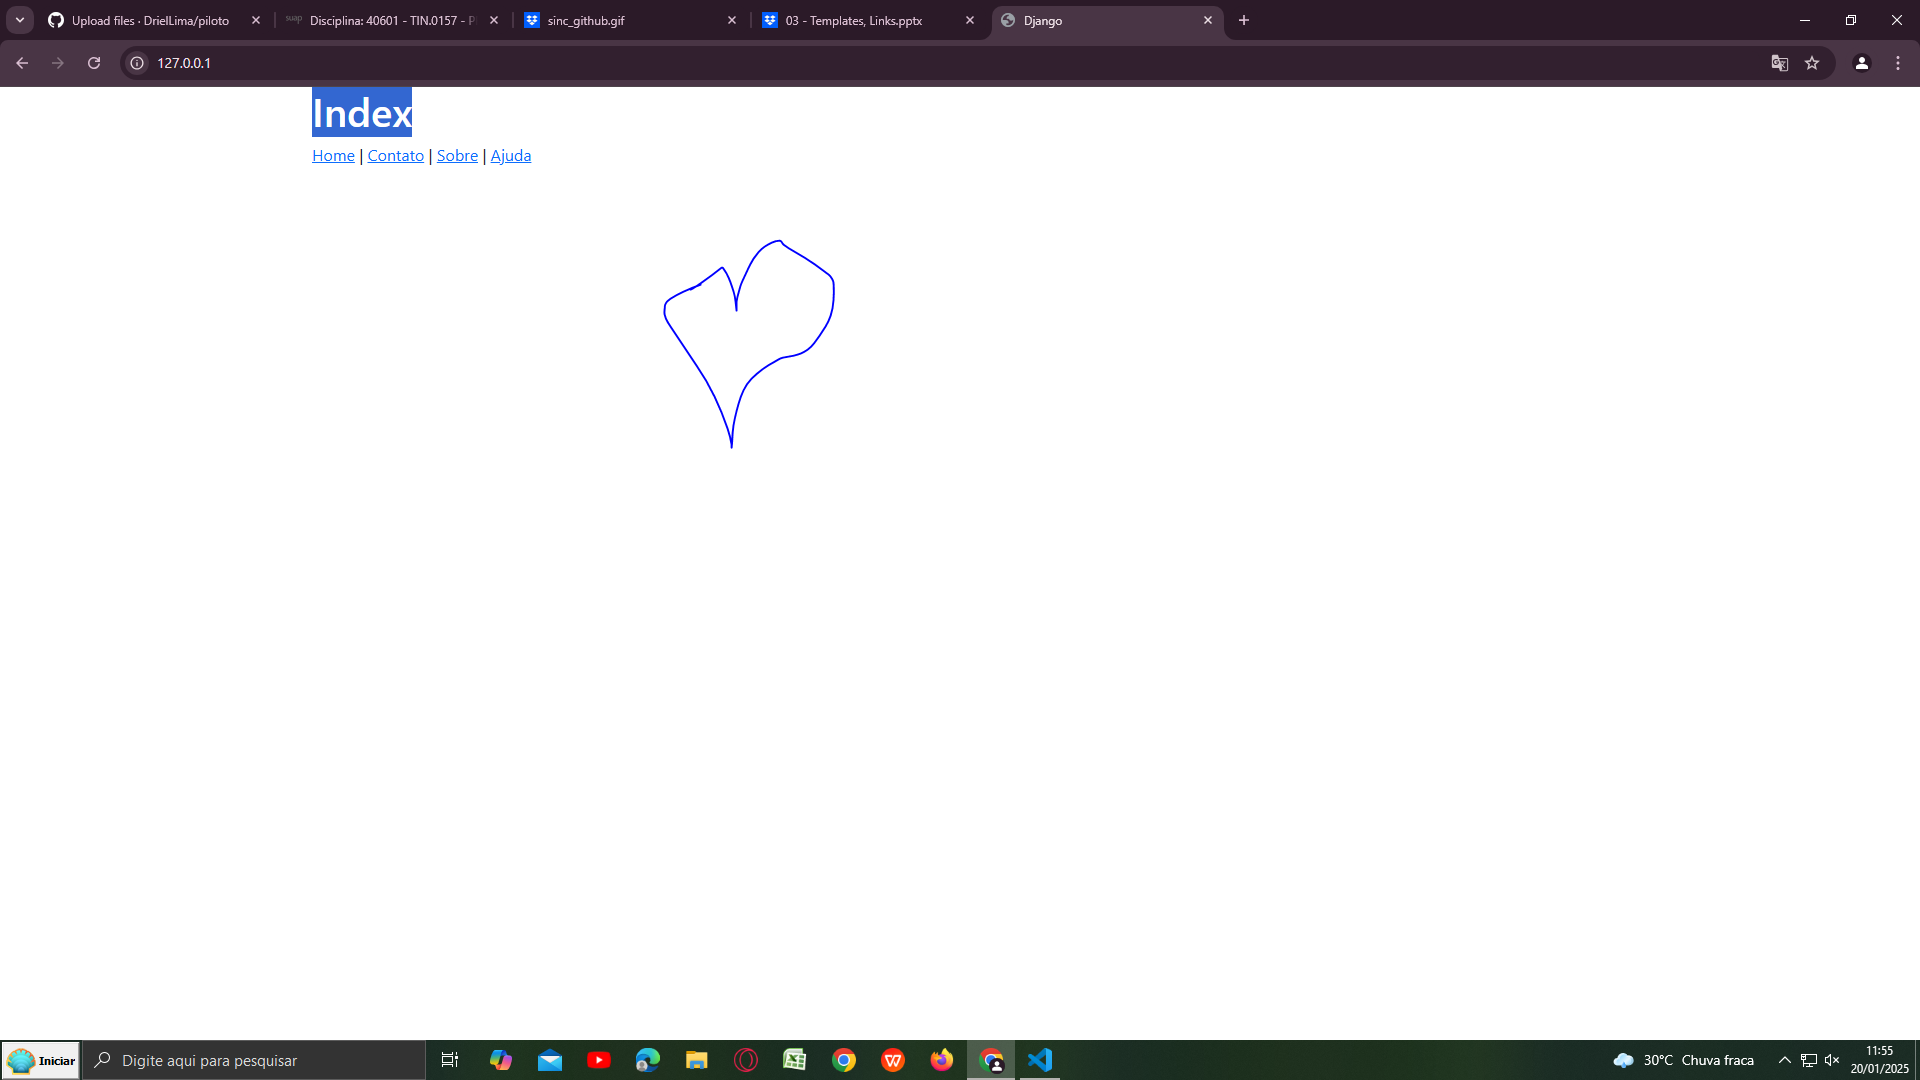 Upload files · DrielLima/piloto
suap Disciplina: 40601 - TIN.0157 - P
sinc_github.gif
03 - Templates, Links.pptx
Django
127.0.0.1
Index
Home | Contato | Sobre | Ajuda
Iniciar
Digite aqui para pesquisar
30°C Chuva fraca
11:55
20/01/2025